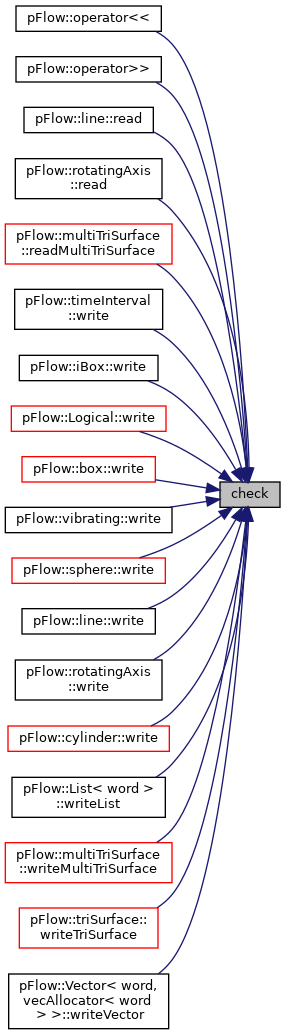 pFlow::operator<<
pFlow::operator>>
pFlow::line::read
pFlow::rotatingAxis
::read
pFlow::multiTriSurface
::readMultiTriSurface
pFlow::timeInterval
::write
pFlow::iBox::write
pFlow::Logical::write
pFlow::box::write
check
pFlow::vibrating::write
pFlow::sphere::write
pFlow::line::write
pFlow::rotatingAxis
::write
pFlow::cylinder::write
pFlow::List< word >
::writeList
pFlow::multiTriSurface
::writeMultiTriSurface
pFlow::triSurface::
writeTriSurface
pFlow::Vector< word,
vecAllocator< word
> >::writeVector